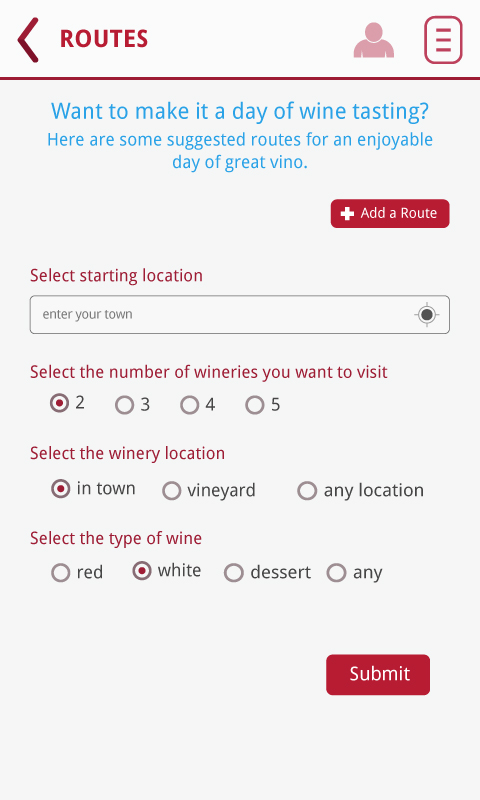 ROUTES
Want to make it a day of wine tasting?
Here are some suggested routes for an enjoyable
day of great vino.
Add a Route
Select starting location
enter your town
Select the number of wineries you want to visit
2 3 4 5
Select the winery location
in town vineyard any location
Select the type of wine
red white dessert any
Submit